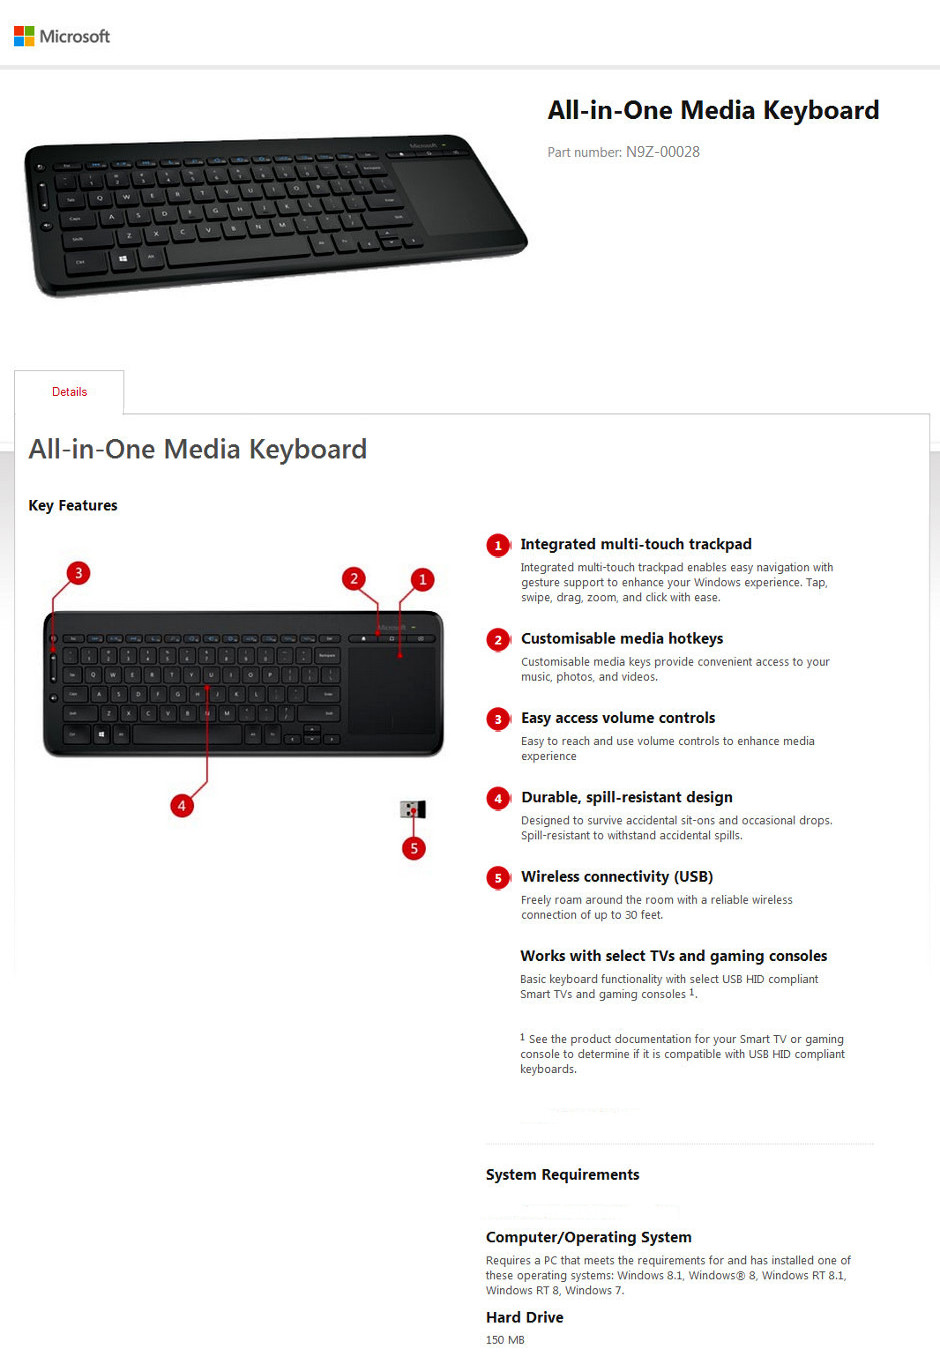 Microsoft
All-in-One Media Keyboard
Part number: N9Z-00028
Details
All-in-One Media Keyboard
Key Features
3
2
1
4
5
1 Integrated multi-touch trackpad
Integrated multi-touch trackpad enables easy navigation with
gesture support to enhance your Windows experience. Tap,
swipe, drag, zoom, and click with ease.
2 Customisable media hotkeys
Customisable media keys provide convenient access to your
music, photos, and videos.
3 Easy access volume controls
Easy to reach and use volume controls to enhance media
experience
4 Durable, spill-resistant design
Designed to survive accidental sit-ons and occasional drops.
Spill-resistant to withstand accidental spills.
5 Wireless connectivity (USB)
Freely roam around the room with a reliable wireless
connection of up to 30 feet.
Works with select TVs and gaming consoles
Basic keyboard functionality with select USB HID compliant
Smart TVs and gaming consoles 1.
1 See the product documentation for your Smart TV or gaming
console to determine if it is compatible with USB HID compliant
keyboards.
System Requirements
Computer/Operating System
Requires a PC that meets the requirements for and has installed one of
these operating systems: Windows 8.1, Windows® 8, Windows RT 8.1,
Windows RT 8, Windows 7.
Hard Drive
150 MB